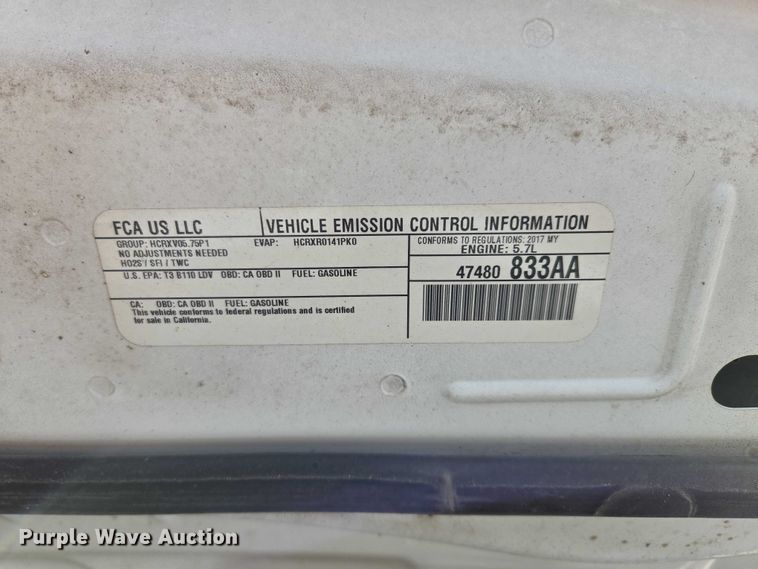 FCA US LLC
VEHICLE EMISSION CONTROL INFORMATION
GROUP: HCRXV05.75P1 EVAP: HCRXR0141PK0
NO ADJUSTMENTS NEEDED
HO2S / SFI / TWC
CONFORMS TO REGULATIONS: 2017 MY
ENGINE: 5.7L
U.S. EPA: T3 B110 LDV OBD: CA OBD II FUEL: GASOLINE
47480 833AA
CA: OBD: CA OBD II FUEL: GASOLINE
This vehicle conforms to federal regulations and is certified
for sale in California.
PurpleWave.com
Purple Wave Auction